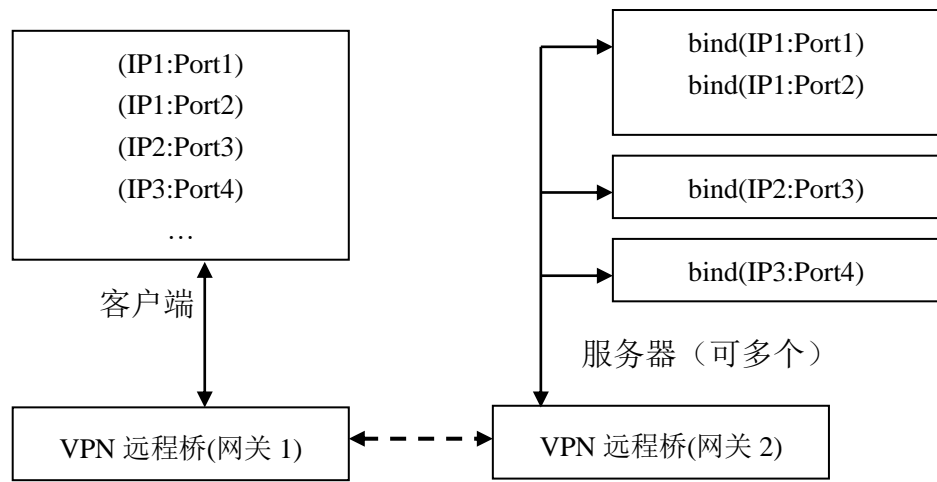 (IP1:Port1)
(IP1:Port2)
(IP2:Port3)
(IP3:Port4)
…
客户端
VPN 远程桥(网关 1)
bind(IP1:Port1)
bind(IP1:Port2)
bind(IP2:Port3)
bind(IP3:Port4)
服务器（可多个）
VPN 远程桥(网关 2)